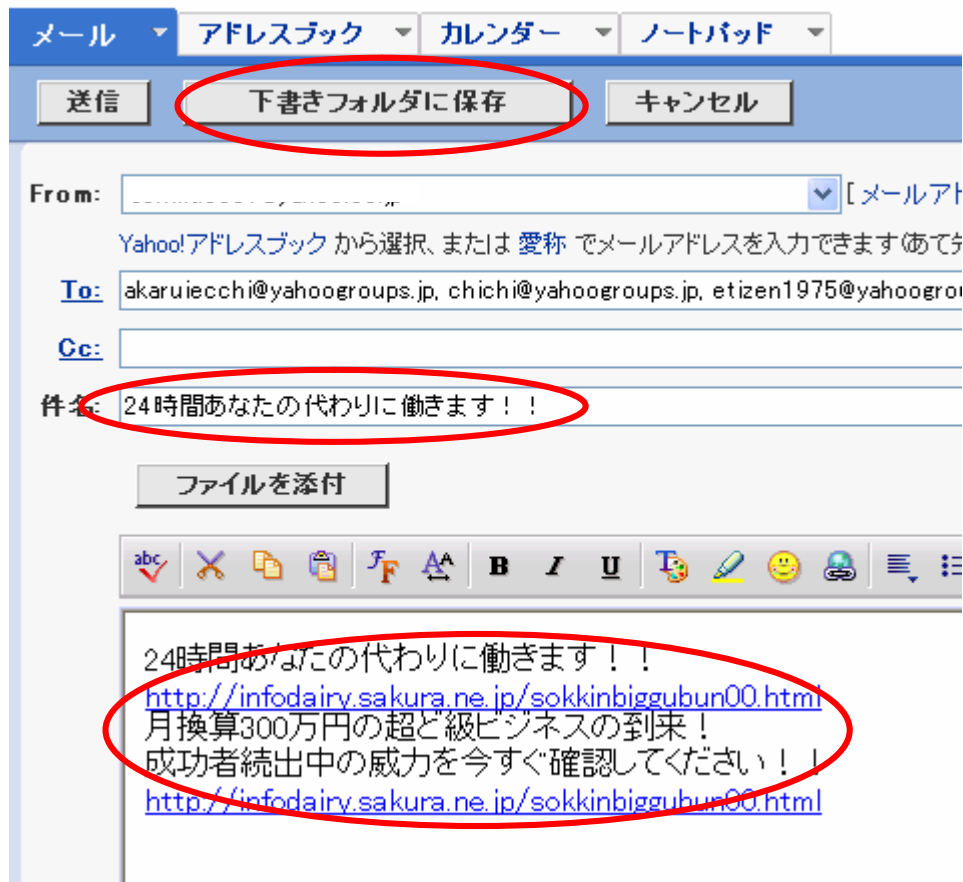 メール アドレスブック カレンダー ノートパッド
送信 下書きフォルダに保存 キャンセル
From: [ メールアド
Yahoo!アドレスブック から選択、または 愛称 でメールアドレスを入力できます(あて先
To: akaruiecchi@yahoogroups.jp, chichi@yahoogroups.jp, etizen1975@yahoogrou
Cc:
件名: 24時間あなたの代わりに働きます！！
ファイルを添付
abc F F A A B I U T
24時間あなたの代わりに働きます！！
http://infodairy.sakura.ne.jp/sokkinbiggubun00.html
月換算300万円の超ど級ビジネスの到来！
成功者続出中の威力を今すぐ確認してください！！
http://infodairy.sakura.ne.jp/sokkinbiggubun00.html